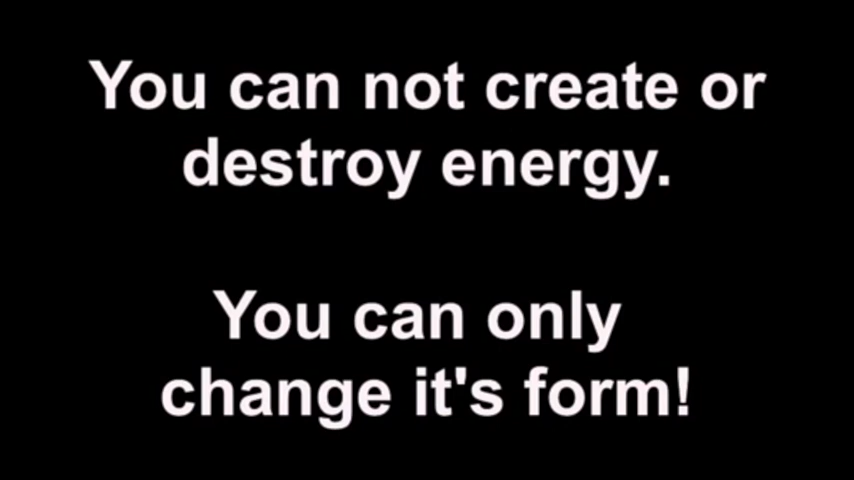 You can not create or
destroy energy.
You can only
change it's form!